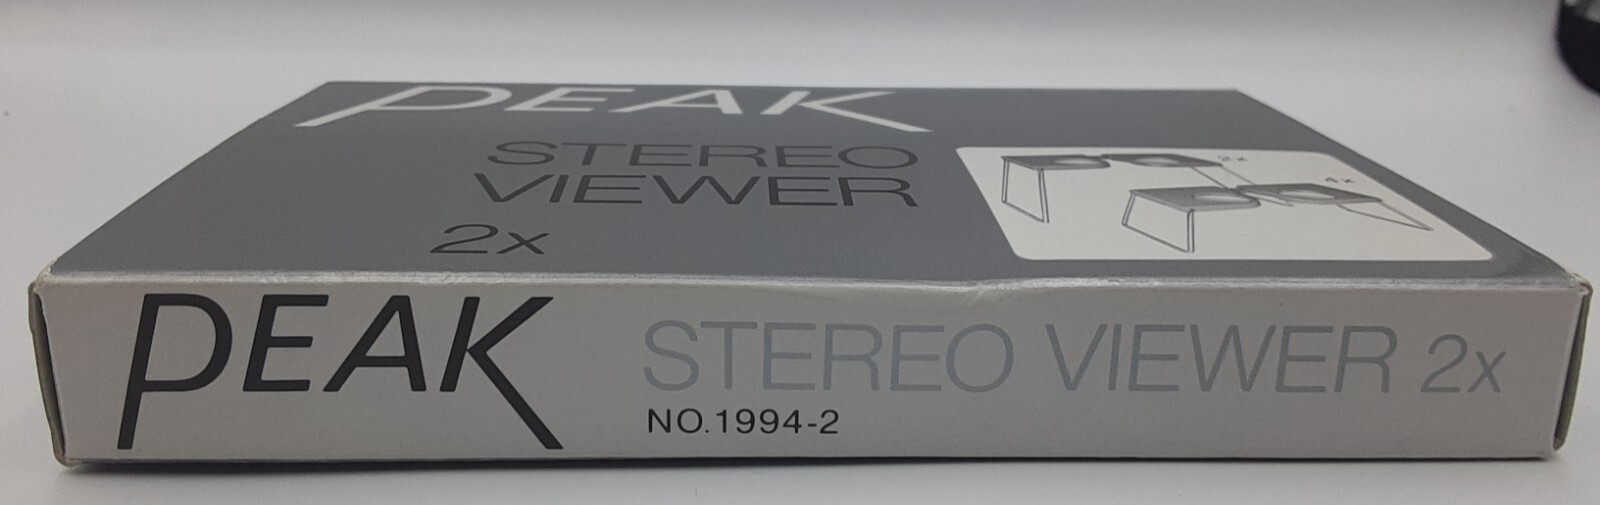 PEAK
STEREO
VIEWER
2x
2x
4x
PEAK
STEREO VIEWER 2x
NO.1994-2